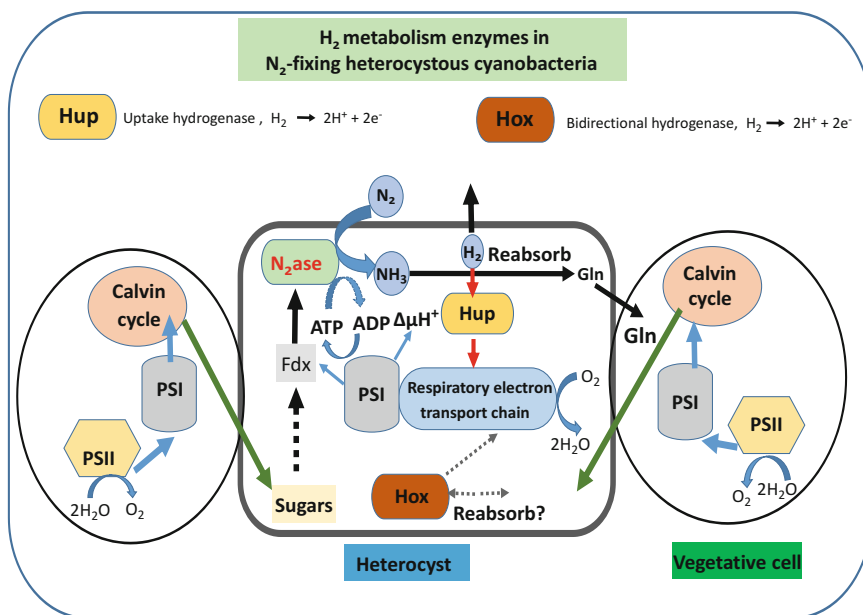 H₂ metabolism enzymes in
N₂-fixing heterocystous cyanobacteria
Hup
Uptake hydrogenase , H₂ → 2H⁺ + 2e⁻
Hox
Bidirectional hydrogenase, H₂ → 2H⁺ + 2e⁻
Calvin
cycle
PSI
PSII
2H₂O
O₂
N₂
N₂ase
NH₃
H₂
Reabsorb
Gln
ATP
ADP
ΔμH⁺
Hup
Fdx
PSI
Respiratory electron
transport chain
O₂
2H₂O
Sugars
Hox
Reabsorb?
Gln
Calvin
cycle
PSI
PSII
O₂
2H₂O
Heterocyst
Vegetative cell